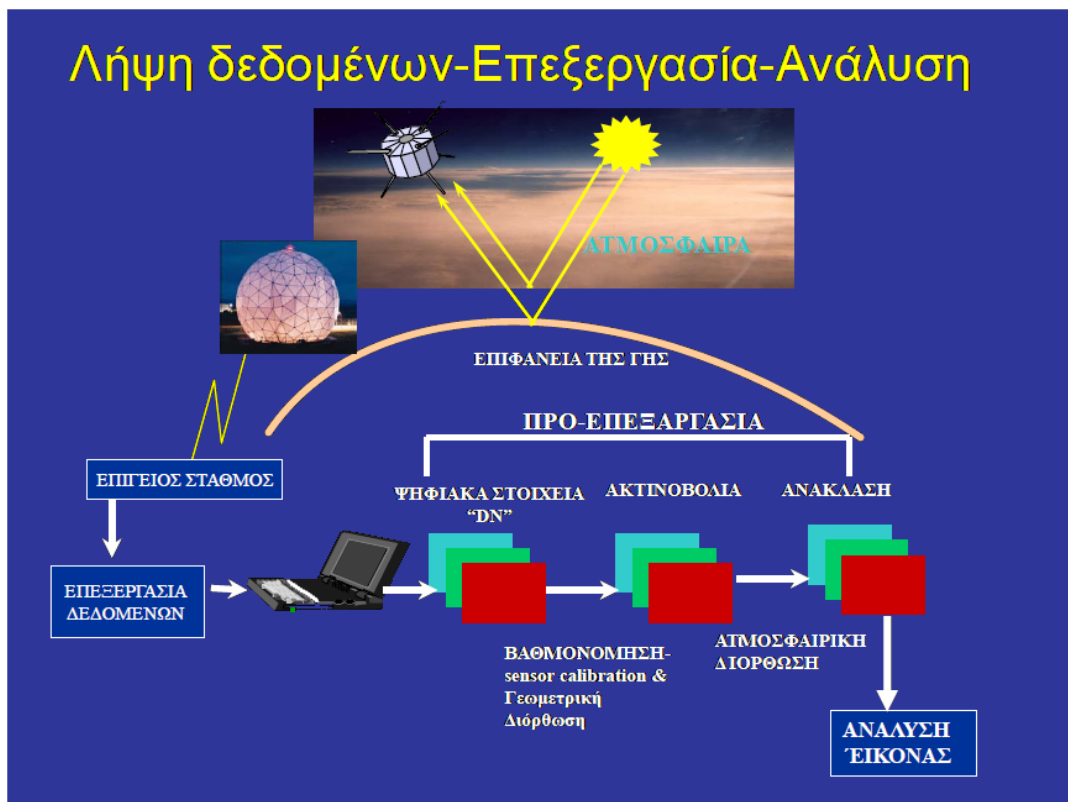 Λήψη δεδομένων-Επεξεργασία-Ανάλυση
ΑΤΜΟΣΦΑΙΡΑ
ΕΠΙΦΑΝΕΙΑ ΤΗΣ ΓΗΣ
ΠΡΟ-ΕΠΕΞΑΡΓΑΣΙΑ
ΕΠΙΓΕΙΟΣ ΣΤΑΘΜΟΣ
ΨΗΦΙΑΚΑ ΣΤΟΙΧΕΙΑ
“DN”
ΑΚΤΙΝΟΒΟΛΙΑ
ΑΝΑΚΛΑΣΗ
ΕΠΕΞΕΡΓΑΣΙΑ
ΔΕΔΟΜΕΝΩΝ
ΒΑΘΜΟΝΟΜΗΣΗ-
sensor calibration &
Γεωμετρική
Διόρθωση
ΑΤΜΟΣΦΑΙΡΙΚΗ
ΔΙΟΡΘΩΣΗ
ΑΝΑΛΥΣΗ
ΈΙΚΟΝΑΣ